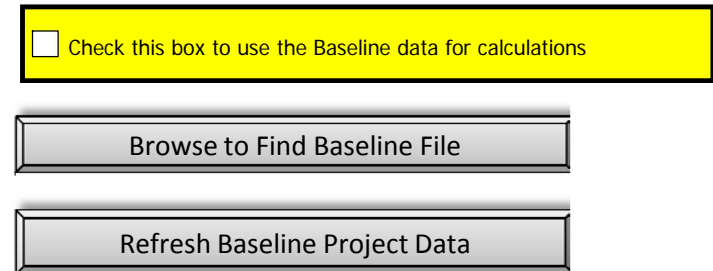 Check this box to use the Baseline data for calculations
Browse to Find Baseline File
Refresh Baseline Project Data